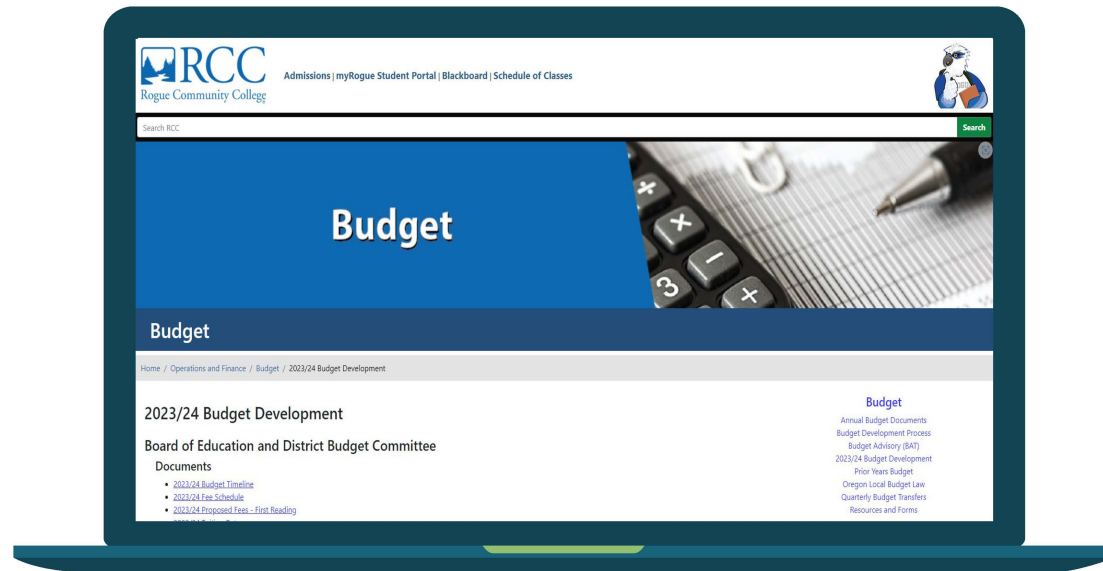 RCC
Rogue Community College
Admissions | myRogue Student Portal | Blackboard | Schedule of Classes
Search RCC
Search
Budget
÷
×
−
3
+
Budget
Home / Operations and Finance / Budget / 2023/24 Budget Development
2023/24 Budget Development
Board of Education and District Budget Committee
Documents
• 2023/24 Budget Timeline
• 2023/24 Fee Schedule
• 2023/24 Proposed Fees - First Reading
Budget
Annual Budget Documents
Budget Development Process
Budget Advisory (BAT)
2023/24 Budget Development
Prior Years Budget
Oregon Local Budget Law
Quarterly Budget Transfers
Resources and Forms